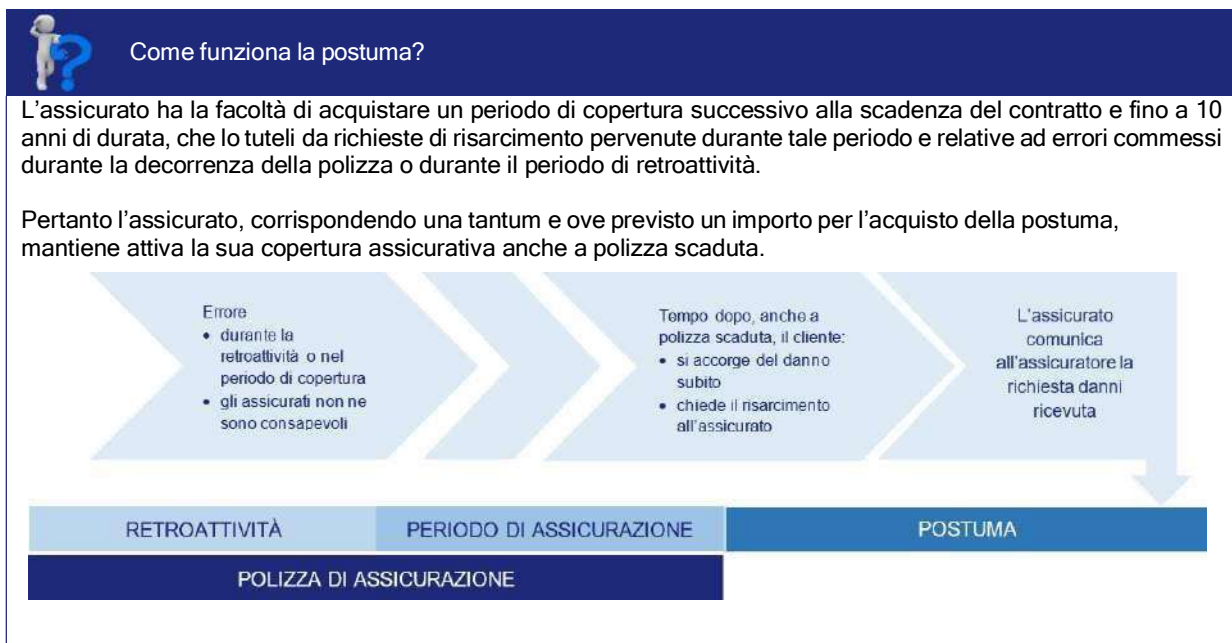 Come funziona la postuma?
L'assicurato ha la facoltà di acquistare un periodo di copertura successivo alla scadenza del contratto e fino a 10
anni di durata, che lo tuteli da richieste di risarcimento pervenute durante tale periodo e relative ad errori commessi
durante la decorrenza della polizza o durante il periodo di retroattività.
Pertanto l'assicurato, corrispondendo una tantum e ove previsto un importo per l'acquisto della postuma,
mantiene attiva la sua copertura assicurativa anche a polizza scaduta.
Errore
• durante la
retroattività o nel
periodo di copertura
• gli assicurati non ne
sono consapevoli
Tempo dopo, anche a
polizza scaduta, il cliente:
• si accorge del danno
subito
• chiede il risarcimento
all'assicurato
L'assicurato
comunica
all'assicuratore la
richiesta danni
ricevuta
RETROATTIVITÀ
PERIODO DI ASSICURAZIONE
POSTUMA
POLIZZA DI ASSICURAZIONE